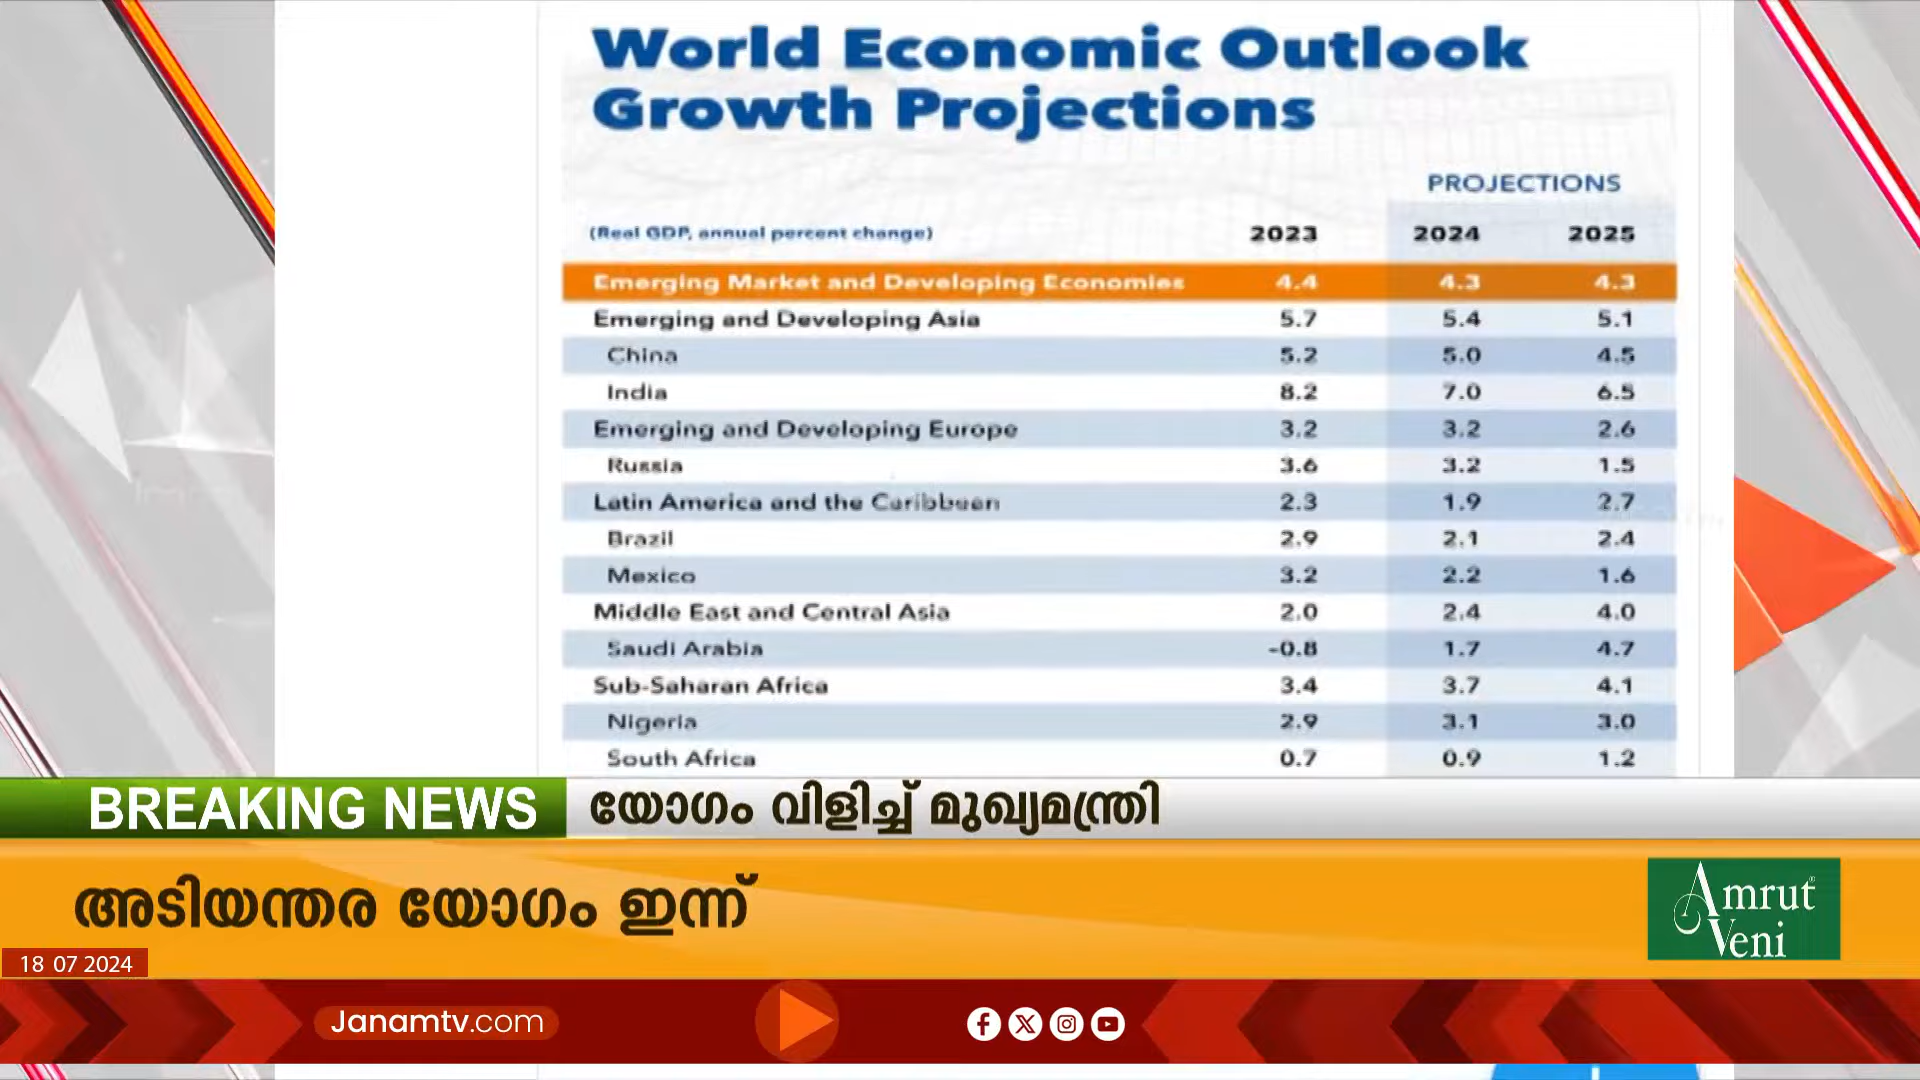 World Economic Outlook
Growth Projections
PROJECTIONS
(Real GDP, annual percent change) 2023 2024 2025
Emerging Market and Developing Economies 4.4 4.3 4.3
Emerging and Developing Asia 5.7 5.4 5.1
China 5.2 5.0 4.5
India 8.2 7.0 6.5
Emerging and Developing Europe 3.2 3.2 2.6
Russia 3.6 3.2 1.5
Latin America and the Caribbean 2.3 1.9 2.7
Brazil 2.9 2.1 2.4
Mexico 3.2 2.2 1.6
Middle East and Central Asia 2.0 2.4 4.0
Saudi Arabia -0.8 1.7 4.7
Sub-Saharan Africa 3.4 3.7 4.1
Nigeria 2.9 3.1 3.0
South Africa 0.7 0.9 1.2
BREAKING NEWS യോഗം വിളിച്ച് മുഖ്യമന്ത്രി
അടിയന്തര യോഗം ഇന്ന്
Amrut®
Veni
18 07 2024
Janamtv.com